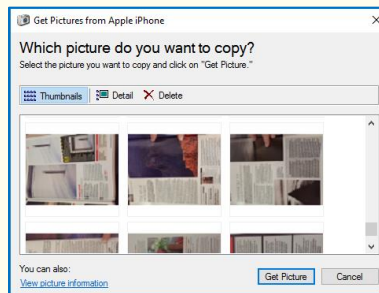 Get Pictures from Apple iPhone
Which picture do you want to copy?
Select the picture you want to copy and click on "Get Picture."
Thumbnails Detail Delete
You can also:
View picture information
Get Picture Cancel